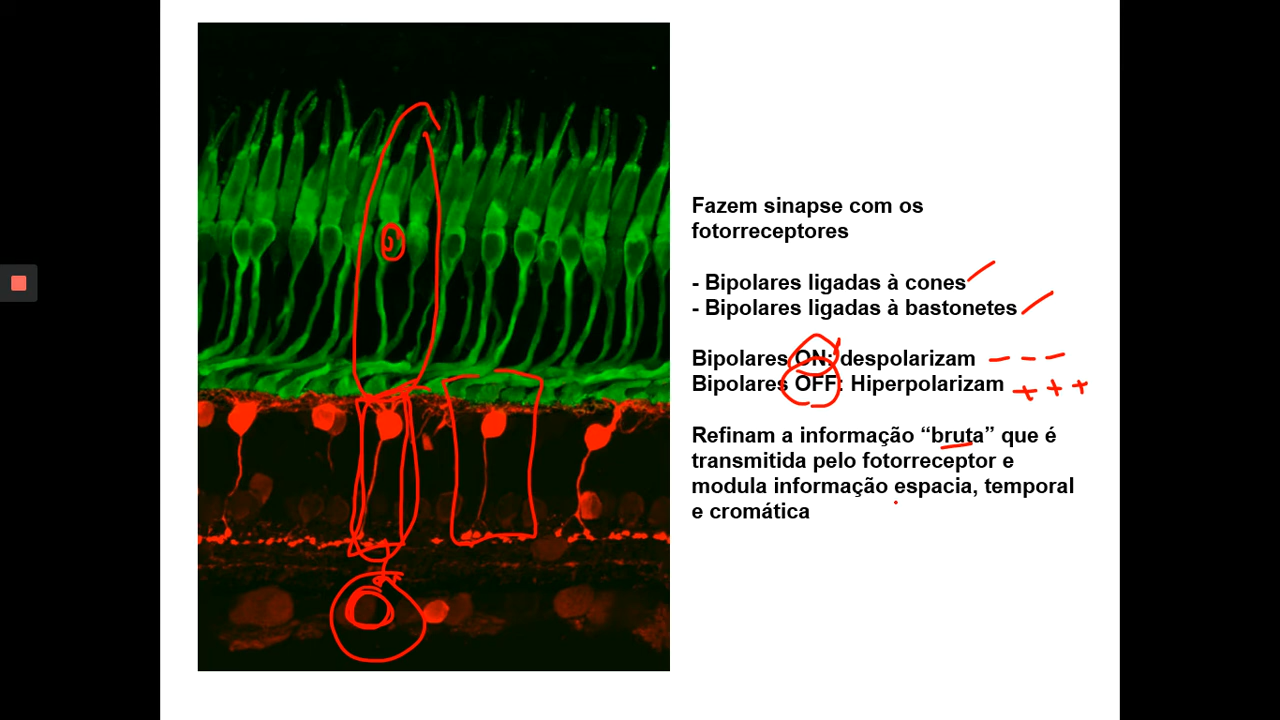 Fazem sinapse com os
fotorreceptores
- Bipolares ligadas à cones
- Bipolares ligadas à bastonetes
Bipolares ON: despolarizam - - -
Bipolares OFF: Hiperpolarizam + + +
Refinam a informação “bruta” que é
transmitida pelo fotorreceptor e
modula informação espacia, temporal
e cromática